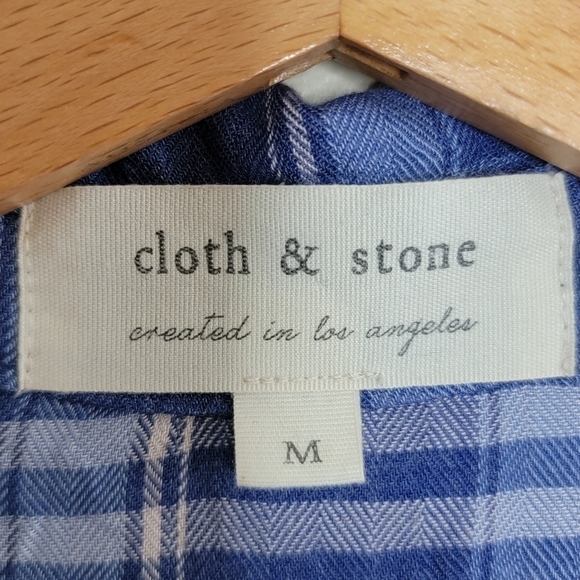 cloth & stone
created in los angeles
M